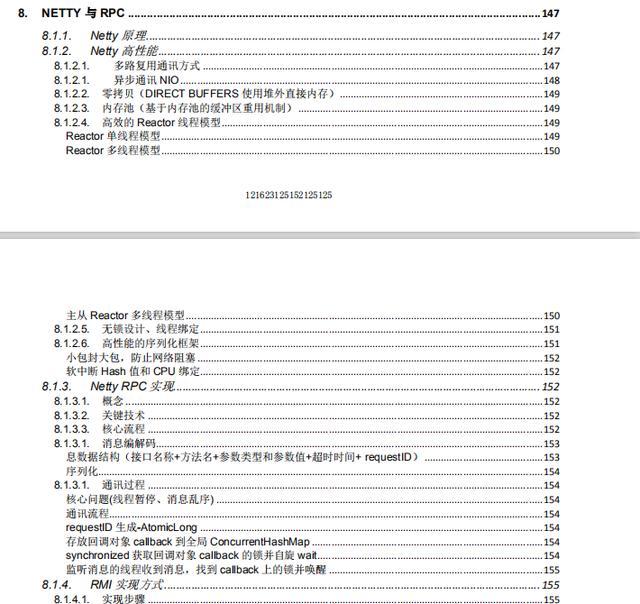 8. NETTY 与 RPC ........ 147
8.1.1. Netty 原理 ........ 147
8.1.2. Netty 高性能 ........ 147
8.1.2.1. 多路复用通讯方式 ........ 147
8.1.2.1. 异步通讯 NIO ........ 148
8.1.2.2. 零拷贝（DIRECT BUFFERS 使用堆外直接内存） ........ 149
8.1.2.3. 内存池（基于内存池的缓冲区重用机制） ........ 149
8.1.2.4. 高效的 Reactor 线程模型 ........ 149
Reactor 单线程模型 ........ 149
Reactor 多线程模型 ........ 150
121623125152125125
主从 Reactor 多线程模型 ........ 150
8.1.2.5. 无锁设计、线程绑定 ........ 151
8.1.2.6. 高性能的序列化框架 ........ 151
小包封大包，防止网络阻塞 ........ 152
软中断 Hash 值和 CPU 绑定 ........ 152
8.1.3. Netty RPC 实现 ........ 152
8.1.3.1. 概念 ........ 152
8.1.3.2. 关键技术 ........ 152
8.1.3.3. 核心流程 ........ 152
8.1.3.1. 消息编解码 ........ 153
息数据结构（接口名称+方法名+参数类型和参数值+超时时间+ requestID） ........ 153
序列化 ........ 154
8.1.3.1. 通讯过程 ........ 154
核心问题(线程暂停、消息乱序) ........ 154
通讯流程 ........ 154
requestID 生成-AtomicLong ........ 154
存放回调对象 callback 到全局 ConcurrentHashMap ........ 154
synchronized 获取回调对象 callback 的锁并自旋 wait ........ 154
监听消息的线程收到消息，找到 callback 上的锁并唤醒 ........ 155
8.1.4. RMI 实现方式 ........ 155
8.1.4.1. 实现步骤 ........ 155